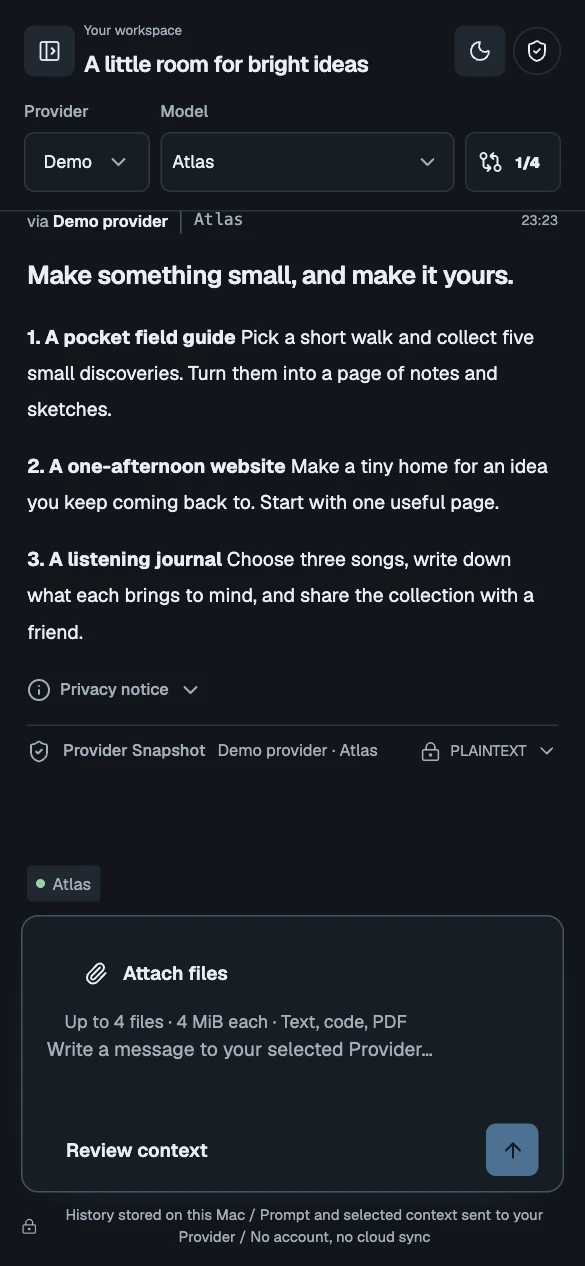 Your workspace
A little room for bright ideas
Provider
Model
Demo
Atlas
1/4
via Demo provider
Atlas
23:23
Make something small, and make it yours.
1. A pocket field guide Pick a short walk and collect five
small discoveries. Turn them into a page of notes and
sketches.
2. A one-afternoon website Make a tiny home for an idea
you keep coming back to. Start with one useful page.
3. A listening journal Choose three songs, write down
what each brings to mind, and share the collection with a
friend.
Privacy notice
Provider Snapshot Demo provider · Atlas
PLAINTEXT
Atlas
Attach files
Up to 4 files · 4 MiB each · Text, code, PDF
Write a message to your selected Provider...
Review context
History stored on this Mac / Prompt and selected context sent to your
Provider / No account, no cloud sync